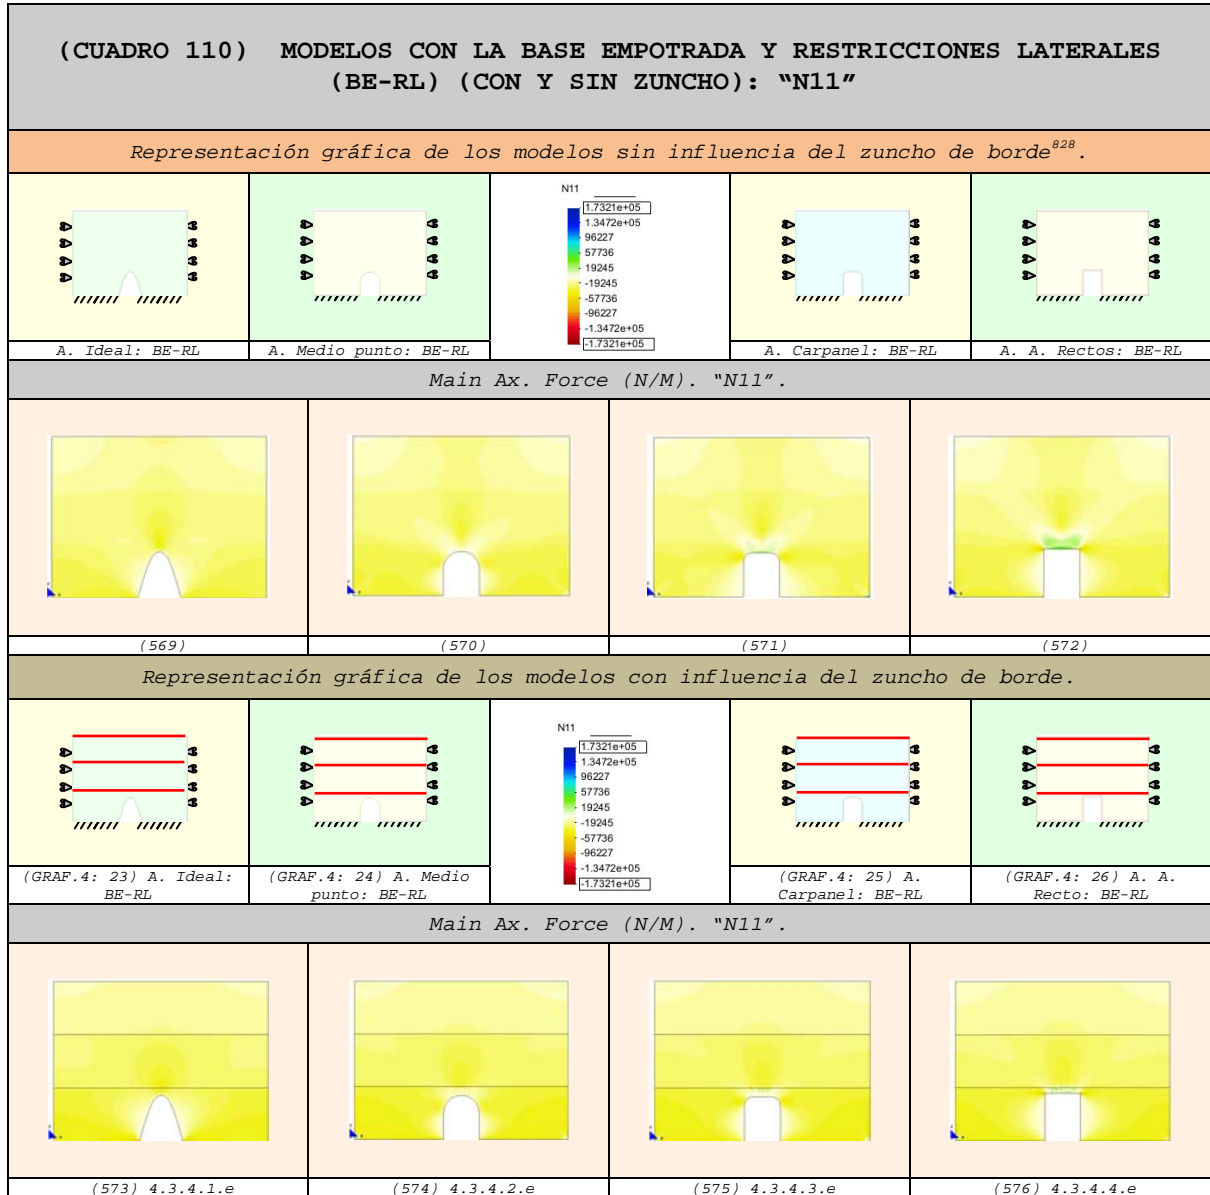 (CUADRO 110) MODELOS CON LA BASE EMPOTRADA Y RESTRICCIONES LATERALES
(BE-RL) (CON Y SIN ZUNCHO): “N11”
Representación gráfica de los modelos sin influencia del zuncho de borde828.
N11
1.7321e+05
1.3472e+05
96227
57736
19245
-19245
-57736
-96227
-1.3472e+05
-1.7321e+05
A. Ideal: BE-RL
A. Medio punto: BE-RL
A. Carpanel: BE-RL
A. A. Rectos: BE-RL
Main Ax. Force (N/M). “N11”.
(569)
(570)
(571)
(572)
Representación gráfica de los modelos con influencia del zuncho de borde.
N11
1.7321e+05
1.3472e+05
96227
57736
19245
-19245
-57736
-96227
-1.3472e+05
-1.7321e+05
(GRAF.4: 23) A. Ideal:
BE-RL
(GRAF.4: 24) A. Medio
punto: BE-RL
(GRAF.4: 25) A.
Carpanel: BE-RL
(GRAF.4: 26) A. A.
Recto: BE-RL
Main Ax. Force (N/M). “N11”.
(573) 4.3.4.1.e
(574) 4.3.4.2.e
(575) 4.3.4.3.e
(576) 4.3.4.4.e